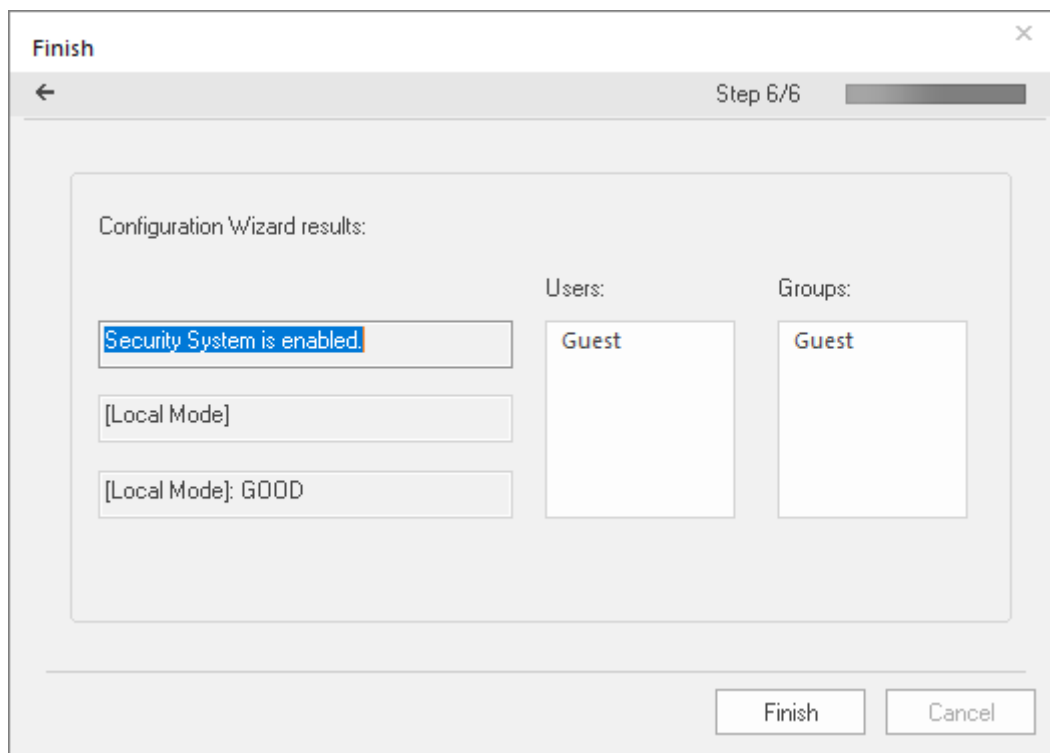 Finish
Step 6/6
Configuration Wizard results:
Users:
Groups:
Security System is enabled.
Guest
Guest
[Local Mode]
[Local Mode]: GOOD
Finish
Cancel